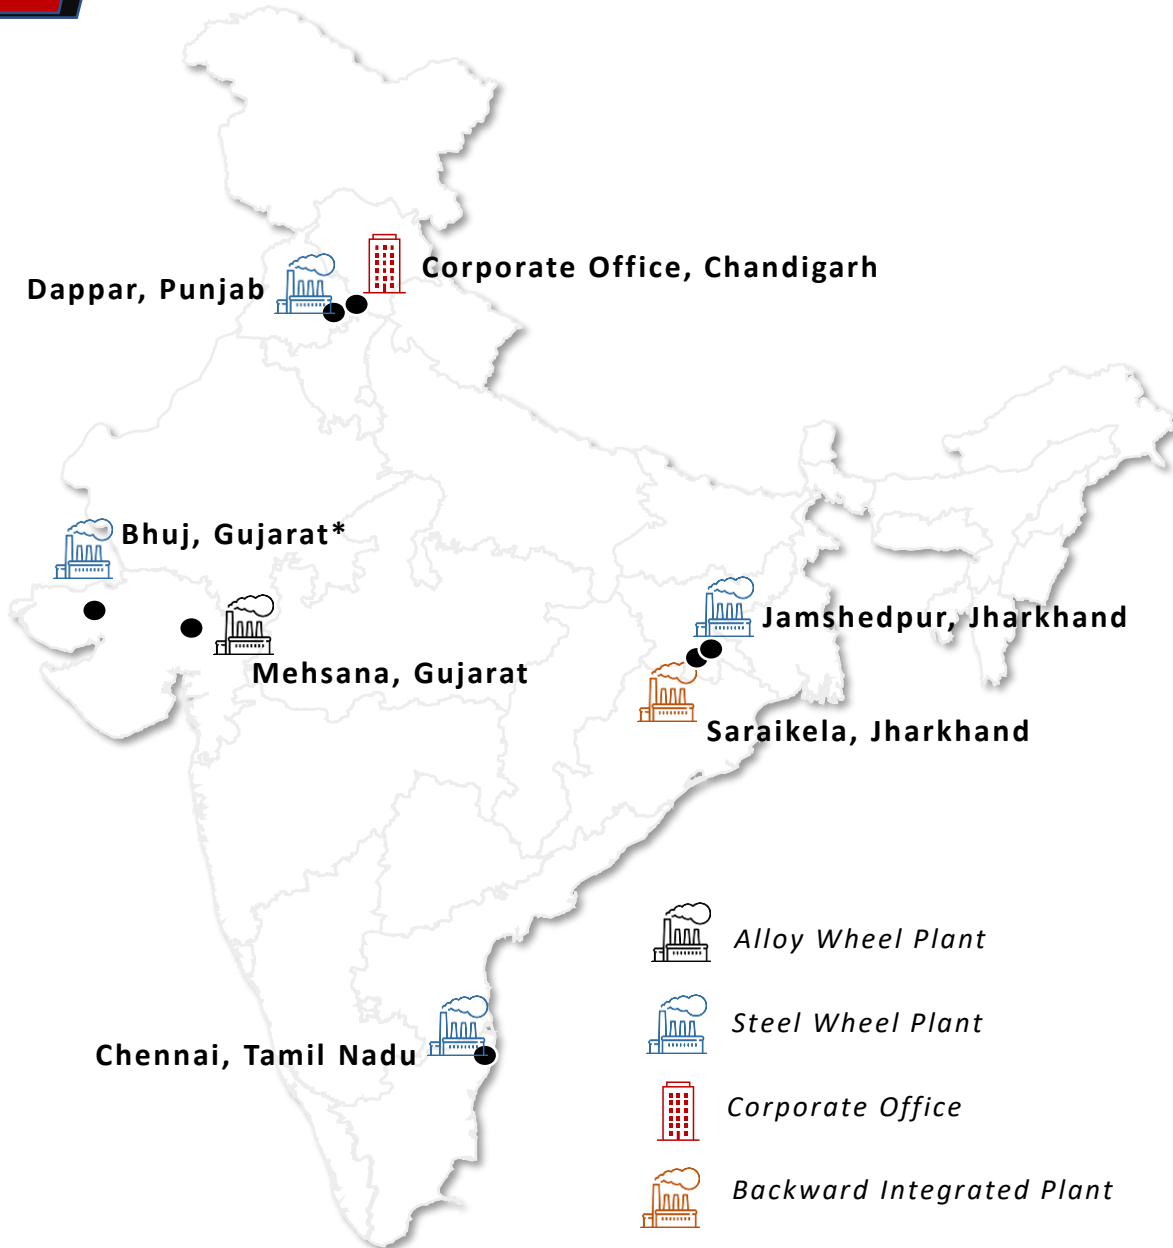 Corporate Office, Chandigarh
Dappar, Punjab
Bhuj, Gujarat*
Jamshedpur, Jharkhand
Mehsana, Gujarat
Saraikela, Jharkhand
Chennai, Tamil Nadu
Alloy Wheel Plant
Steel Wheel Plant
Corporate Office
Backward Integrated Plant